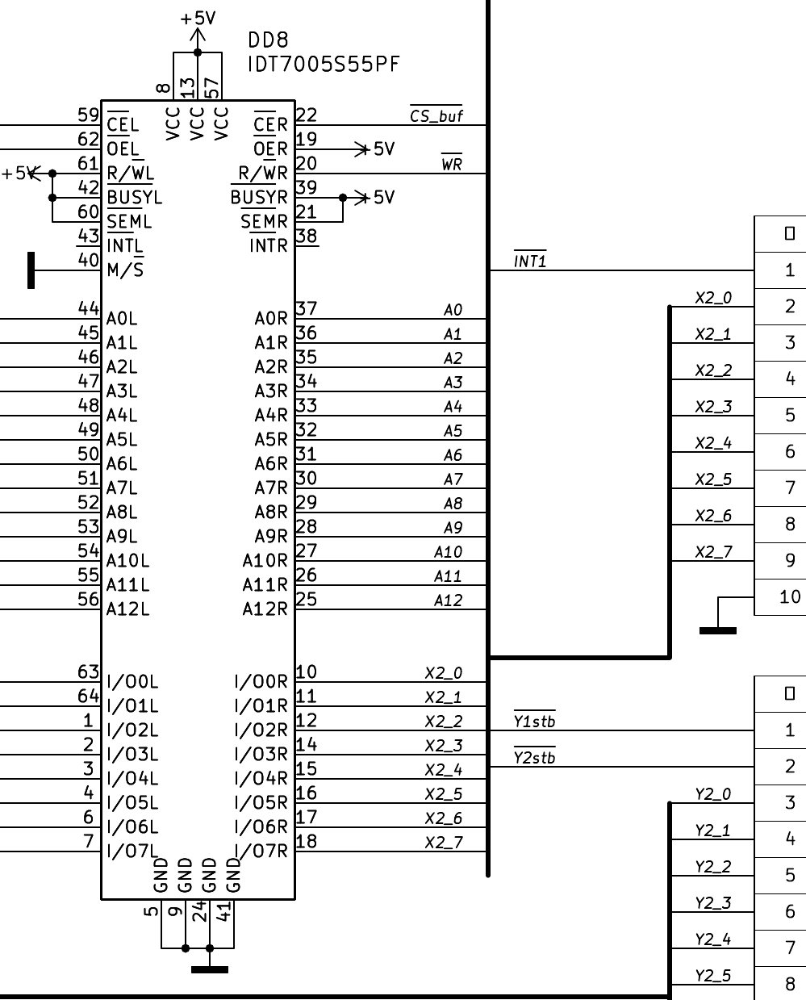 +5V
DD8
IDT7005S55PF
8 13 57
VCC VCC VCC
59 CEL CER 22 CS_buf
62 OEL OER 19 +5V
+5V 61 R/WL R/WR 20 WR
42 BUSYL BUSYR 39 +5V
60 SEML SEMR 21
43 INTL INTR 38
40 M/S
INT1 1
X2_0 2
44 A0L A0R 37 A0
45 A1L A1R 36 A1
X2_1 3
46 A2L A2R 35 A2
X2_2 4
47 A3L A3R 34 A3
48 A4L A4R 33 A4
X2_3 5
49 A5L A5R 32 A5
X2_4 6
50 A6L A6R 31 A6
51 A7L A7R 30 A7
X2_5 7
52 A8L A8R 29 A8
X2_6 8
53 A9L A9R 28 A9
54 A10L A10R 27 A10
X2_7 9
55 A11L A11R 26 A11
10
56 A12L A12R 25 A12
63 I/O0L I/O0R 10 X2_0
64 I/O1L I/O1R 11 X2_1
1 I/O2L I/O2R 12 X2_2
Y1stb 1
2 I/O3L I/O3R 14 X2_3
Y2stb 2
3 I/O4L I/O4R 15 X2_4
4 I/O5L I/O5R 16 X2_5
Y2_0 3
6 I/O6L I/O6R 17 X2_6
Y2_1 4
7 I/O7L I/O7R 18 X2_7
GND GND GND GND
5 9 24 41
Y2_2 5
Y2_3 6
Y2_4 7
Y2_5 8